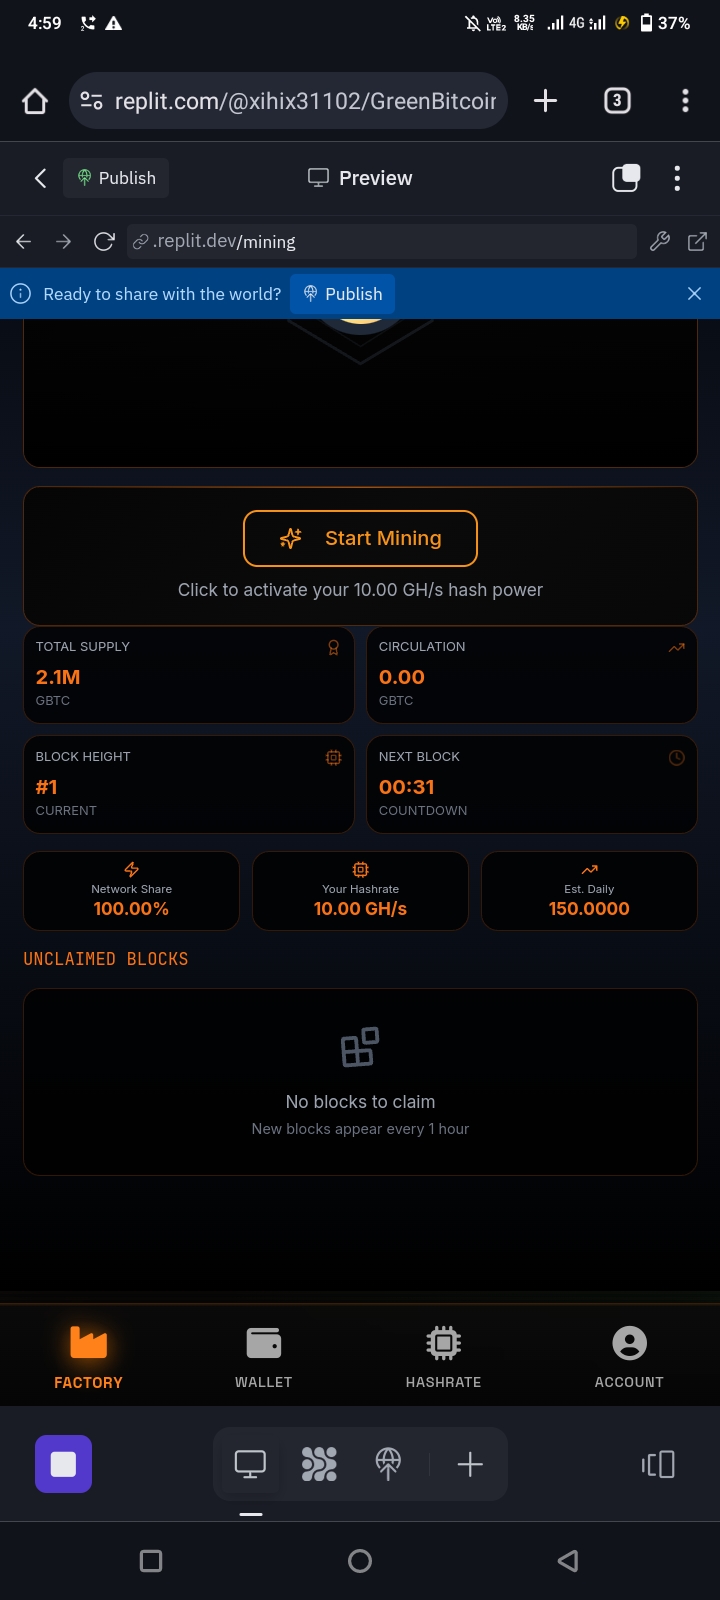 4:59
Vo)) LTE2
8.35 KB/s
4G
37%
replit.com/@xihix31102/GreenBitcoin
3
Publish
Preview
.replit.dev/mining
Ready to share with the world?
Publish
Start Mining
Click to activate your 10.00 GH/s hash power
TOTAL SUPPLY
2.1M
GBTC
CIRCULATION
0.00
GBTC
BLOCK HEIGHT
#1
CURRENT
NEXT BLOCK
00:31
COUNTDOWN
Network Share
100.00%
Your Hashrate
10.00 GH/s
Est. Daily
150.0000
UNCLAIMED BLOCKS
No blocks to claim
New blocks appear every 1 hour
FACTORY
WALLET
HASHRATE
ACCOUNT